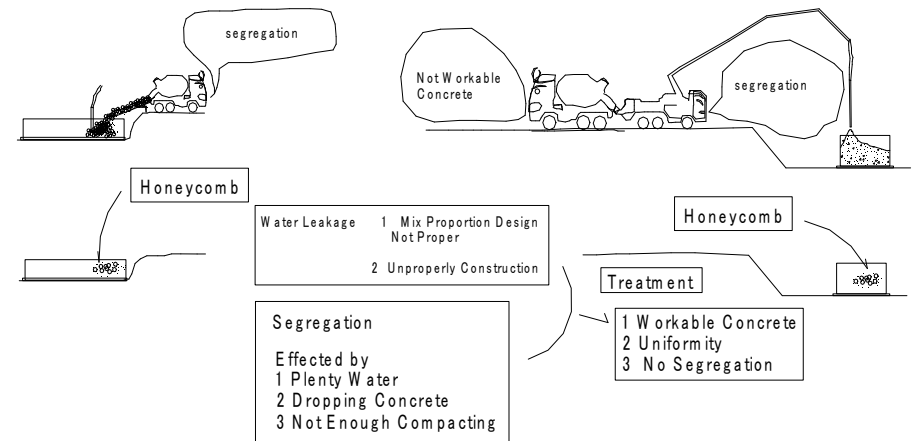 segregation
Not Workable
Concrete
segregation
Honeycomb
Water Leakage 1 Mix Proportion Design
Not Proper
2 Unproperly Construction
Honeycomb
Treatment
1 Workable Concrete
2 Uniformity
3 No Segregation
Segregation
Effected by
1 Plenty Water
2 Dropping Concrete
3 Not Enough Compacting